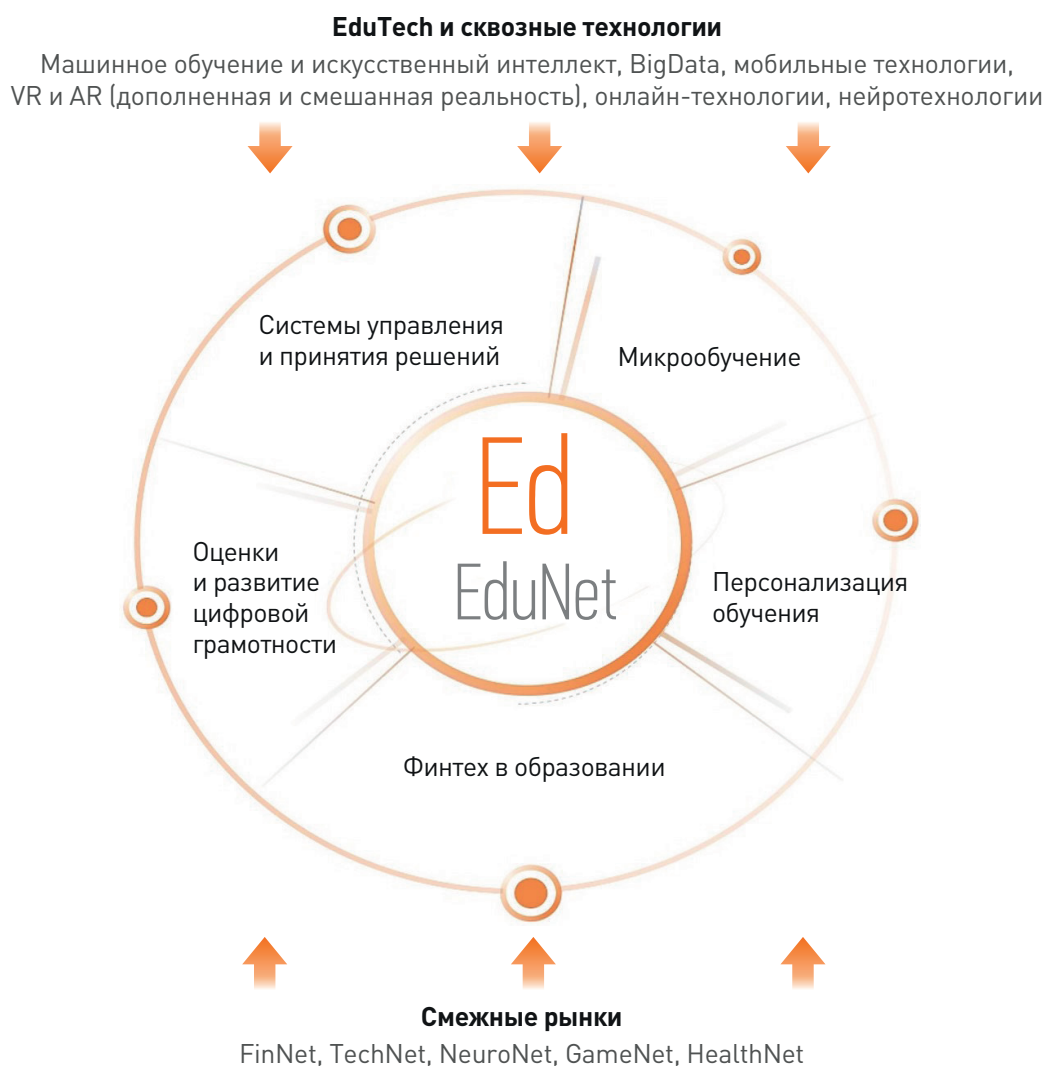 EduTech и сквозные технологии
Машинное обучение и искусственный интеллект, BigData, мобильные технологии,
VR и AR (дополненная и смешанная реальность), онлайн-технологии, нейротехнологии
Системы управления
и принятия решений
Микрообучение
Ed
EduNet
Оценки
и развитие
цифровой
грамотности
Персонализация
обучения
Финтех в образовании
Смежные рынки
FinNet, TechNet, NeuroNet, GameNet, HealthNet